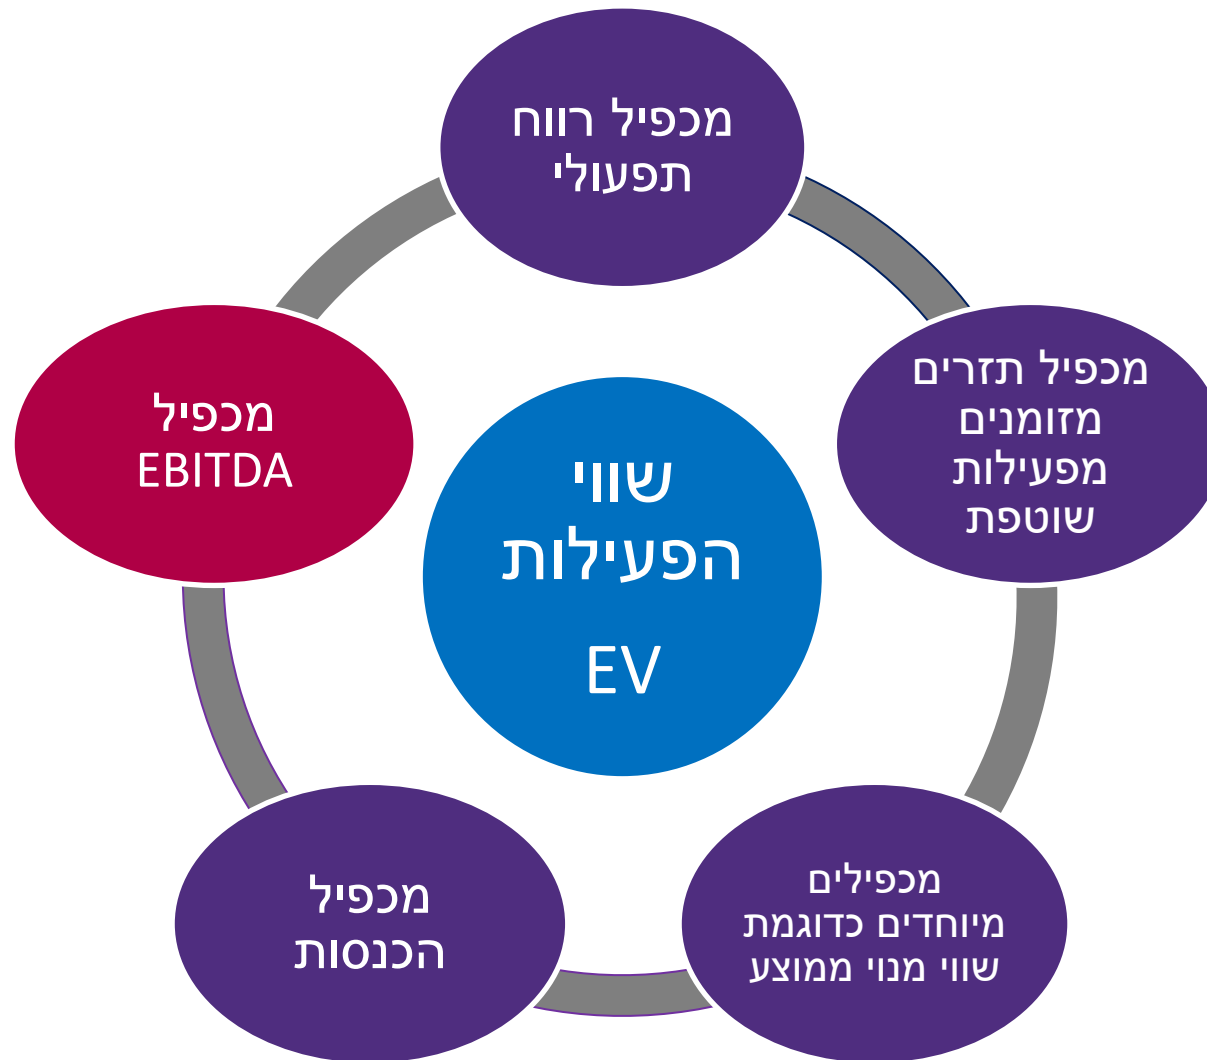 מכפיל רווח
תפעולי
מכפיל תזרים
מזומנים
מפעילות
שוטפת
מכפיל
EBITDA
שווי
הפעילות
EV
מכפילים
מיוחדים כדוגמת
שווי מנוי ממוצע
מכפיל
הכנסות